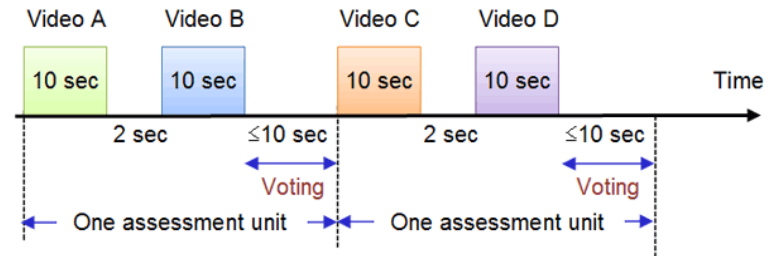 Video A Video B Video C Video D
10 sec 10 sec 10 sec 10 sec Time
2 sec ≤10 sec 2 sec ≤10 sec
Voting Voting
One assessment unit One assessment unit